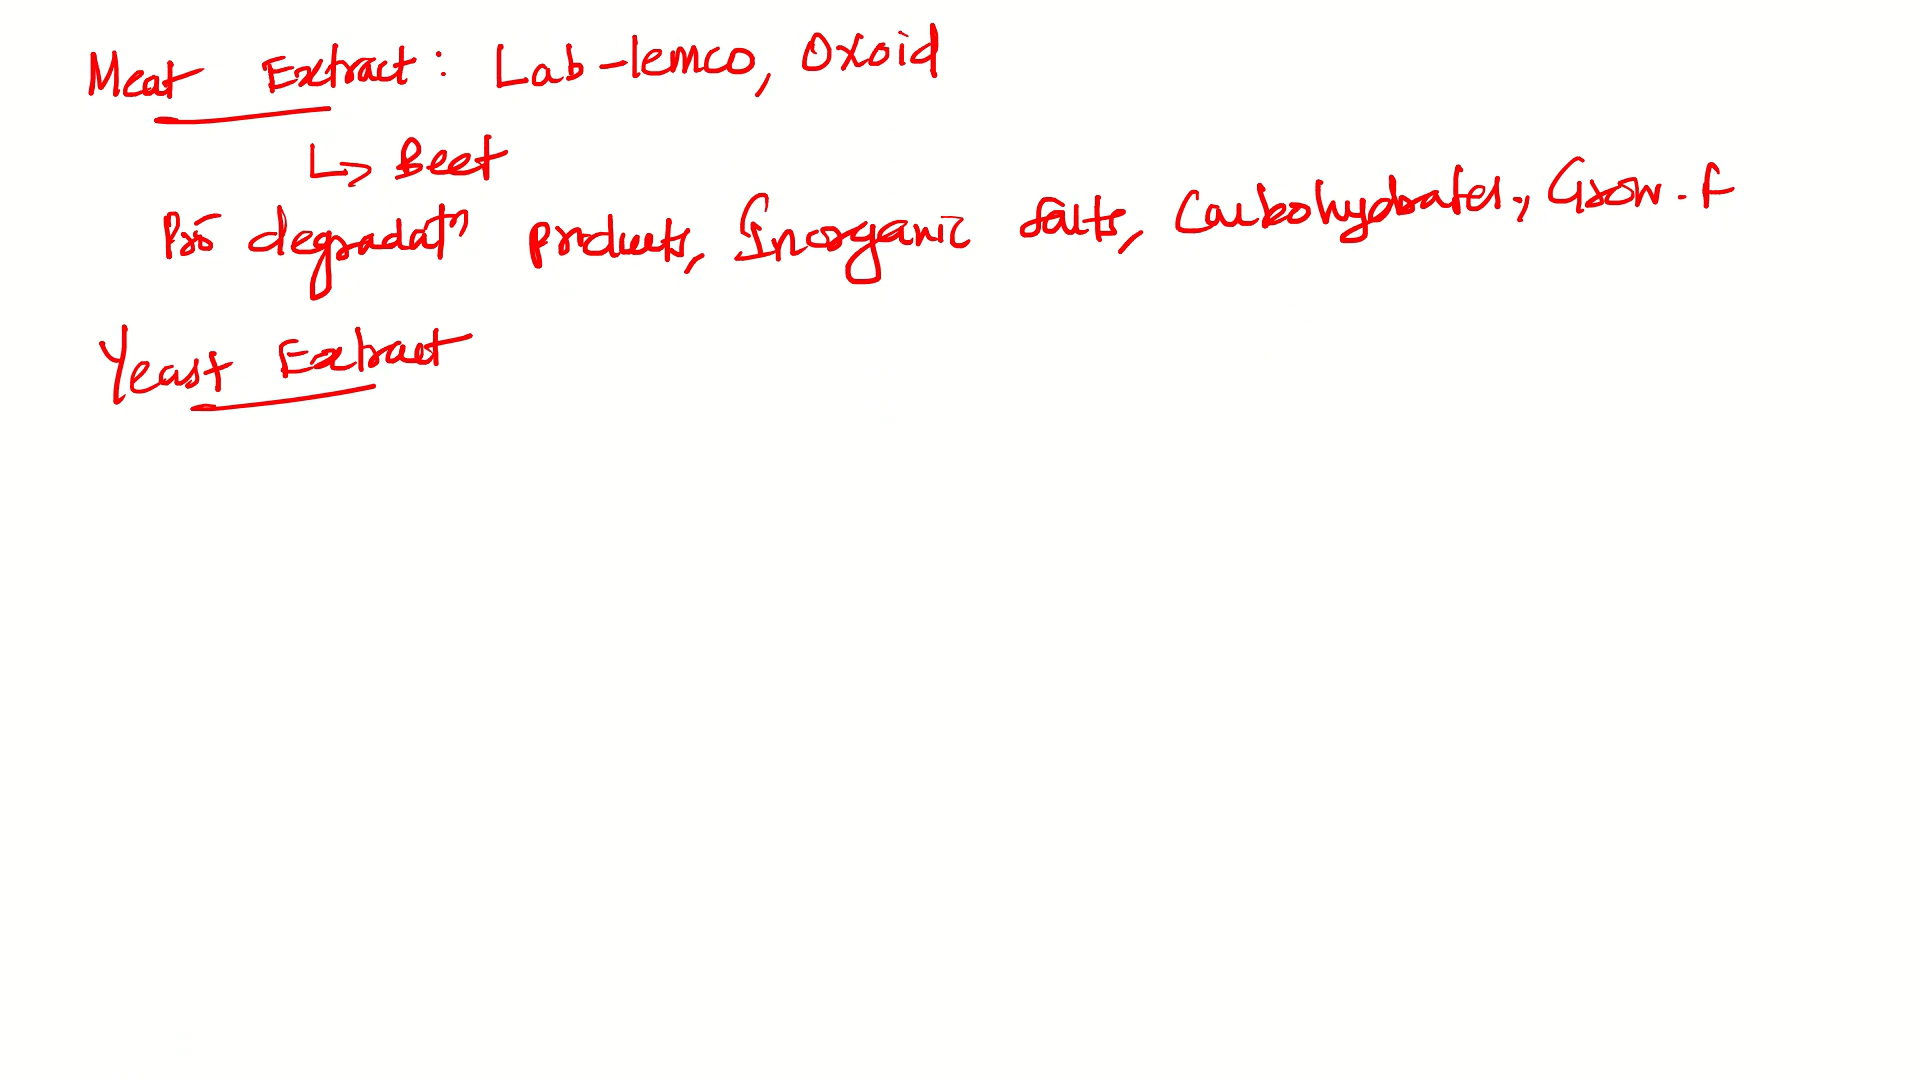 Meat Extract: Lab-lemco, Oxoid
↳ Beef
Pro degradatn products, Inorganic salts, Carbohydrates, Grow. f
Yeast Extract